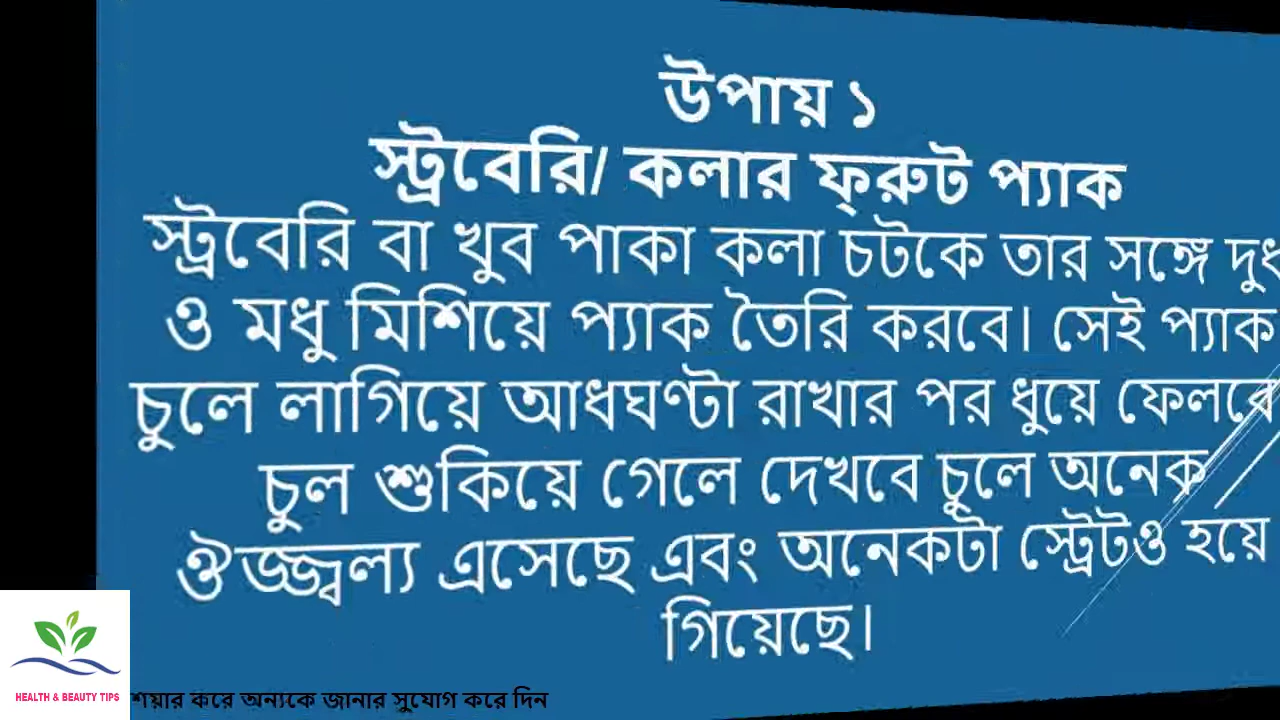 উপায় ১
স্ট্রবেরি/ কলার ফ্রুট প্যাক
স্ট্রবেরি বা খুব পাকা কলা চটকে তার সঙ্গে দুধ
ও মধু মিশিয়ে প্যাক তৈরি করবে। সেই প্যাক
চুলে লাগিয়ে আধঘণ্টা রাখার পর ধুয়ে ফেলবে
চুল শুকিয়ে গেলে দেখবে চুলে অনেক
ঔজ্জ্বল্য এসেছে এবং অনেকটা স্ট্রেটও হয়ে
গিয়েছে।
HEALTH & BEAUTY TIPS
শেয়ার করে অন্যকে জানার সুযোগ করে দিন